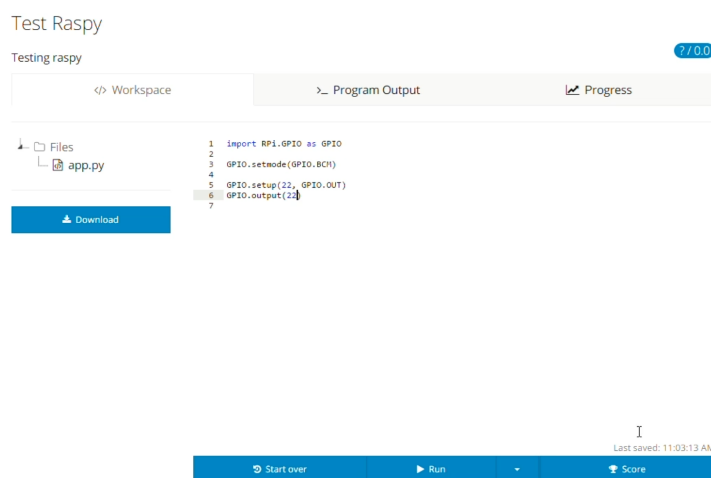 Test Raspy
Testing raspy
? / 0.0
</> Workspace
>_ Program Output
Progress
Files
app.py
Download
1 import RPi.GPIO as GPIO
2
3 GPIO.setmode(GPIO.BCM)
4
5 GPIO.setup(22, GPIO.OUT)
6 GPIO.output(22)
7
Last saved: 11:03:13 AM
Start over
Run
Score